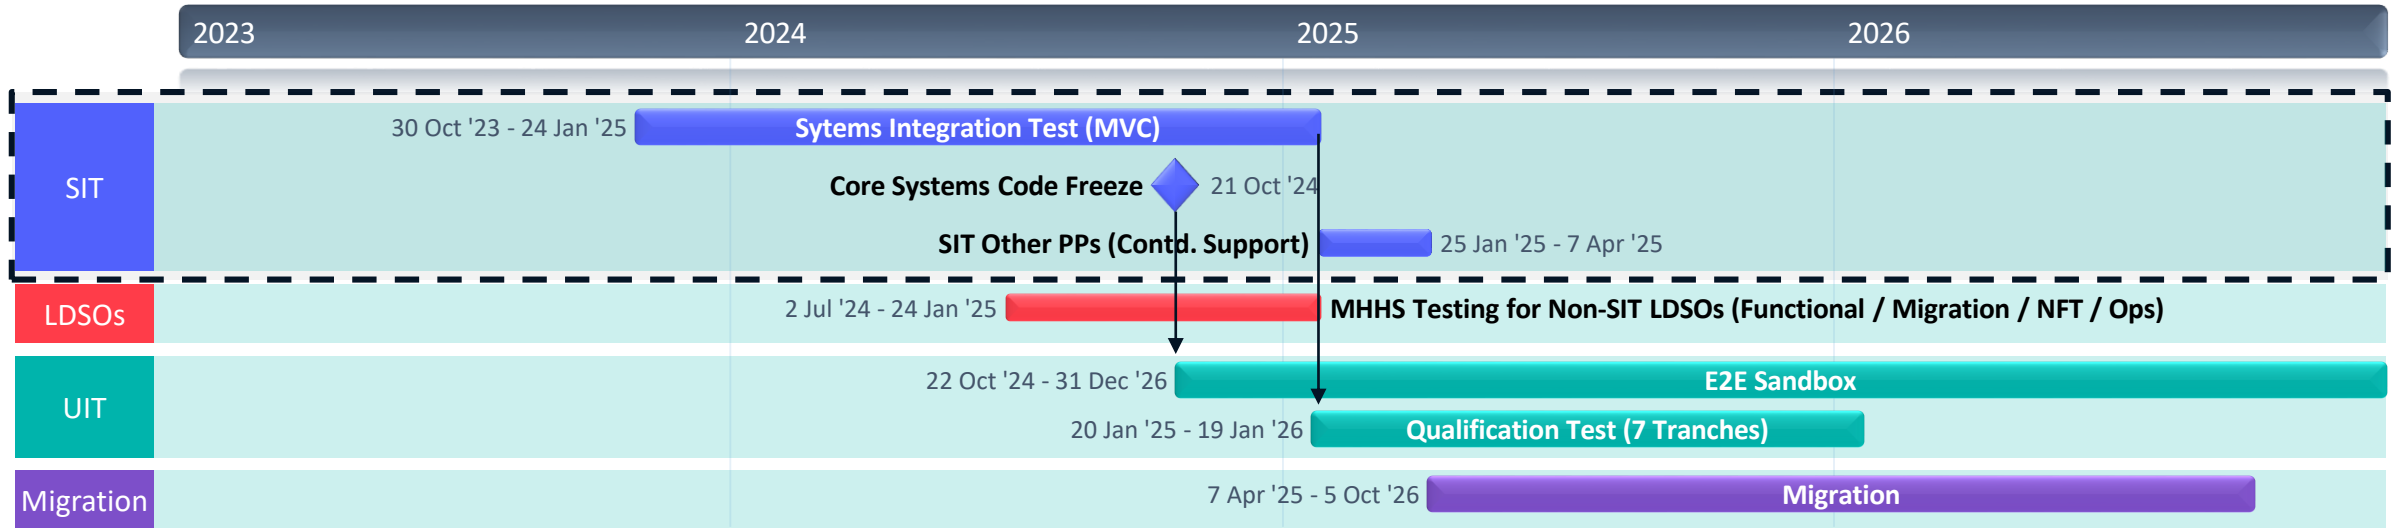 2023 2024 2025 2026
30 Oct '23 - 24 Jan '25 Sytems Integration Test (MVC)
SIT
Core Systems Code Freeze 21 Oct '24
SIT Other PPs (Contd. Support) 25 Jan '25 - 7 Apr '25
LDSOs
2 Jul '24 - 24 Jan '25 MHHS Testing for Non-SIT LDSOs (Functional / Migration / NFT / Ops)
UIT
22 Oct '24 - 31 Dec '26 E2E Sandbox
20 Jan '25 - 19 Jan '26 Qualification Test (7 Tranches)
Migration
7 Apr '25 - 5 Oct '26 Migration